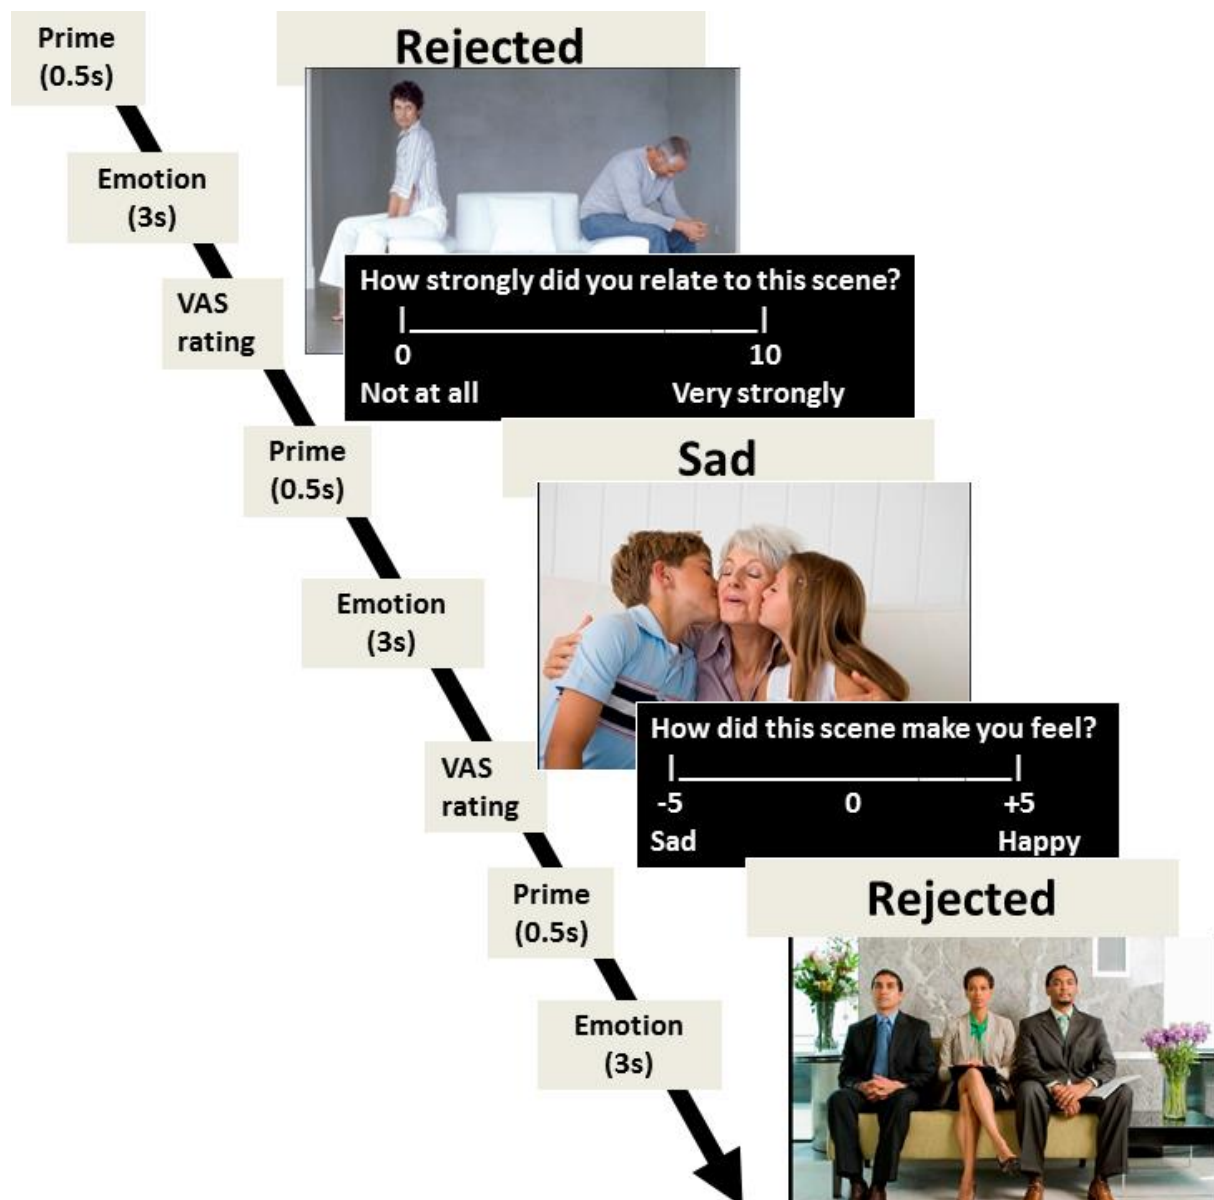 Prime
(0.5s)
Rejected
Emotion
(3s)
VAS
rating
How strongly did you relate to this scene?
0
10
Not at all
Very strongly
Prime
(0.5s)
Sad
Emotion
(3s)
VAS
rating
How did this scene make you feel?
-5
0
+5
Sad
Happy
Prime
(0.5s)
Rejected
Emotion
(3s)